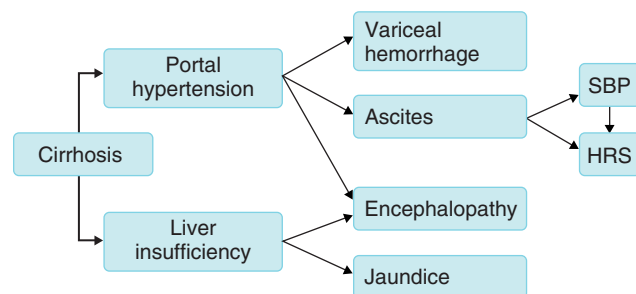 Cirrhosis
Portal
hypertension
Liver
insufficiency
Variceal
hemorrhage
Ascites
Encephalopathy
Jaundice
SBP
HRS